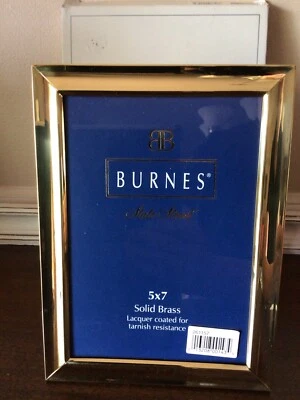 BURNES®
5x7
Solid Brass
Lacquer coated for
tarnish resistance